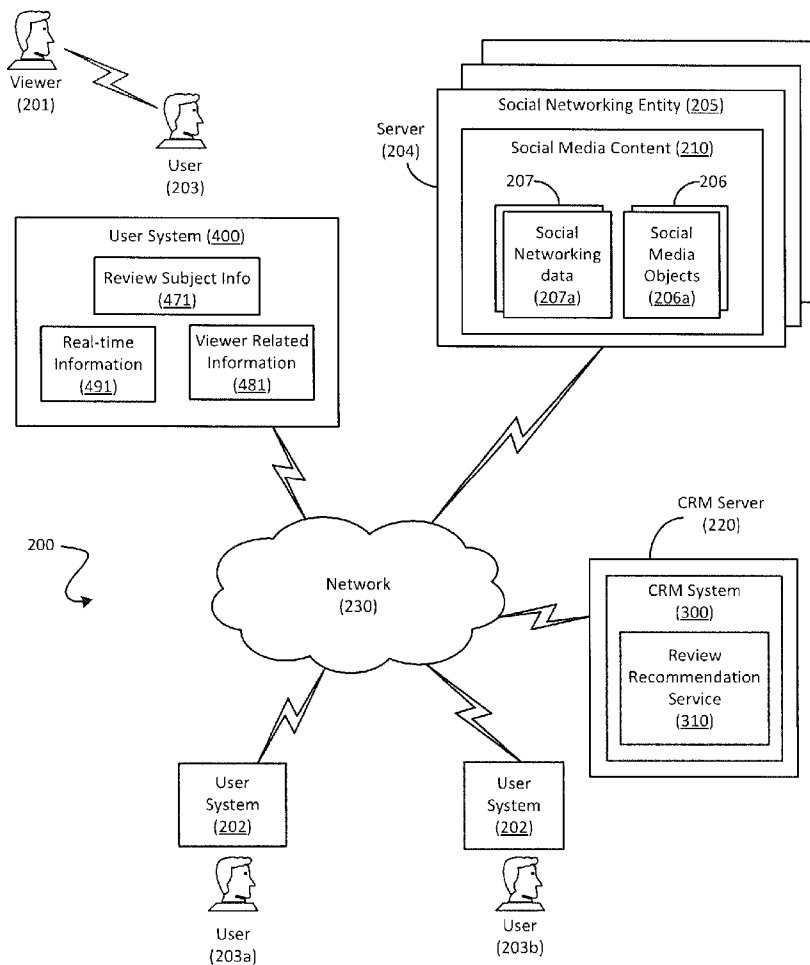 Viewer
(201)
User
(203)
Server
(204)
Social Networking Entity (205)
Social Media Content (210)
207
206
Social
Networking
data
(207a)
Social
Media
Objects
(206a)
User System (400)
Review Subject Info
(471)
Real-time
Information
(491)
Viewer Related
Information
(481)
200
Network
(230)
CRM Server
(220)
CRM System
(300)
Review
Recommendation
Service
(310)
User
System
(202)
User
System
(202)
User
(203a)
User
(203b)